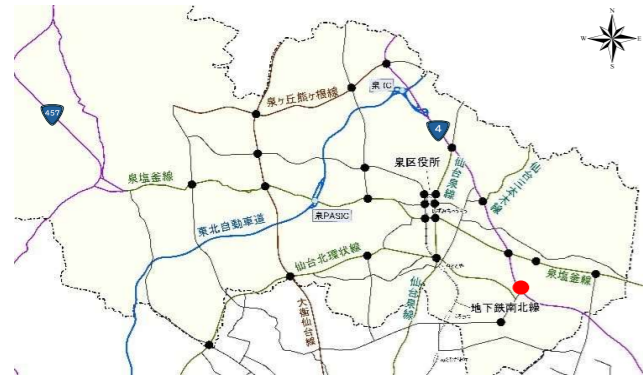 N
W E
S
457
泉ヶ丘熊ヶ根線
泉IC
4
泉区役所
仙台泉線
仙台三本木線
泉塩釜線
泉PASIC
東北自動車道
仙台北環状線
大衡仙台線
仙台泉線
泉塩釜線
地下鉄南北線